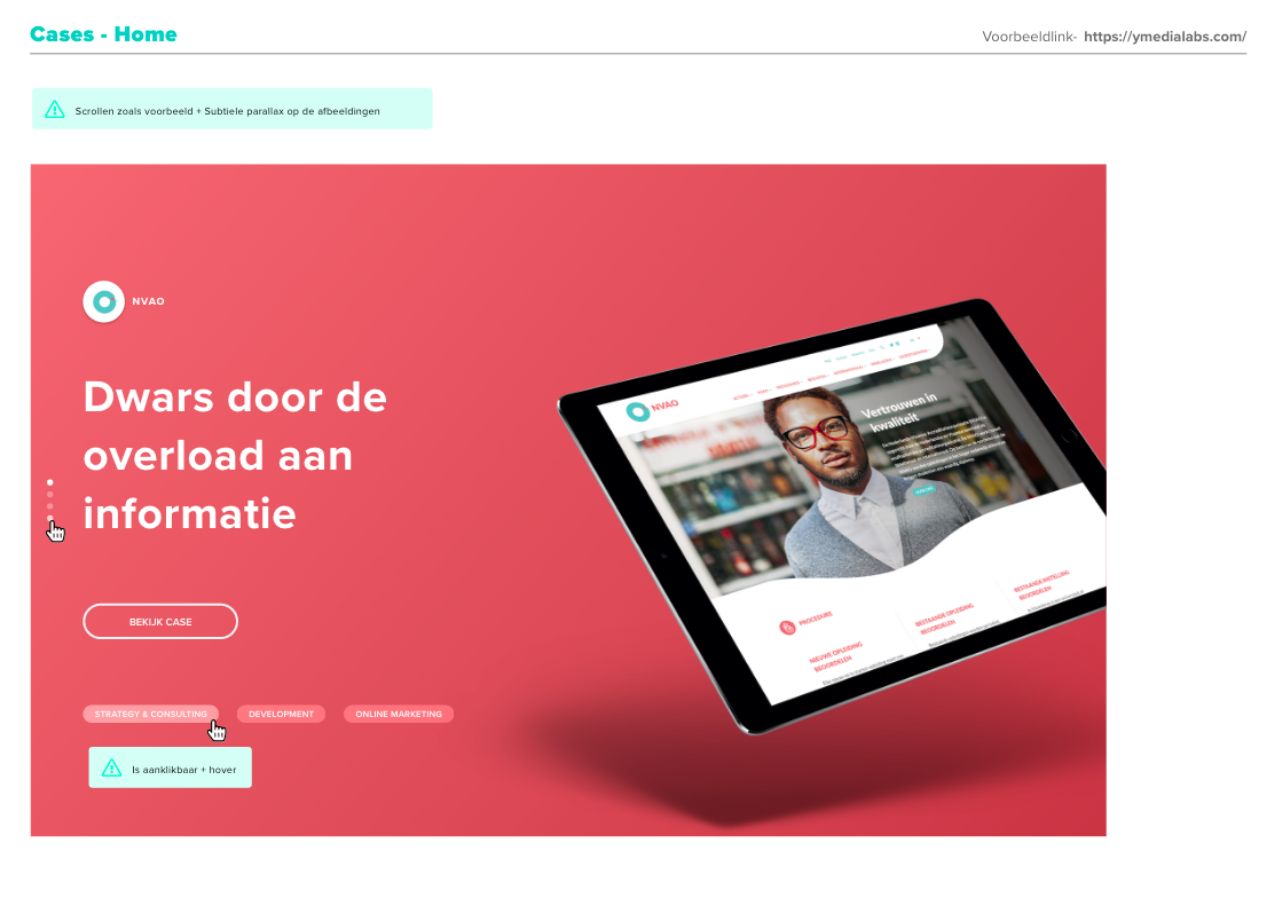 Cases - Home
Voorbeeldlink- https://ymedialabs.com/
Scrollen zoals voorbeeld + Subtiele parallax op de afbeeldingen
NVAO
Dwars door de
overload aan
informatie
BEKIJK CASE
STRATEGY & CONSULTING
DEVELOPMENT
ONLINE MARKETING
Is aanklikbaar + hover
NVAO
Vertrouwen in
kwaliteit
PROCEDURE
NIEUWE OPLEIDING
BEOORDELEN
BESTAANDE OPLEIDING
BEOORDELEN
BESTAANDE INSTELLING
BEOORDELEN